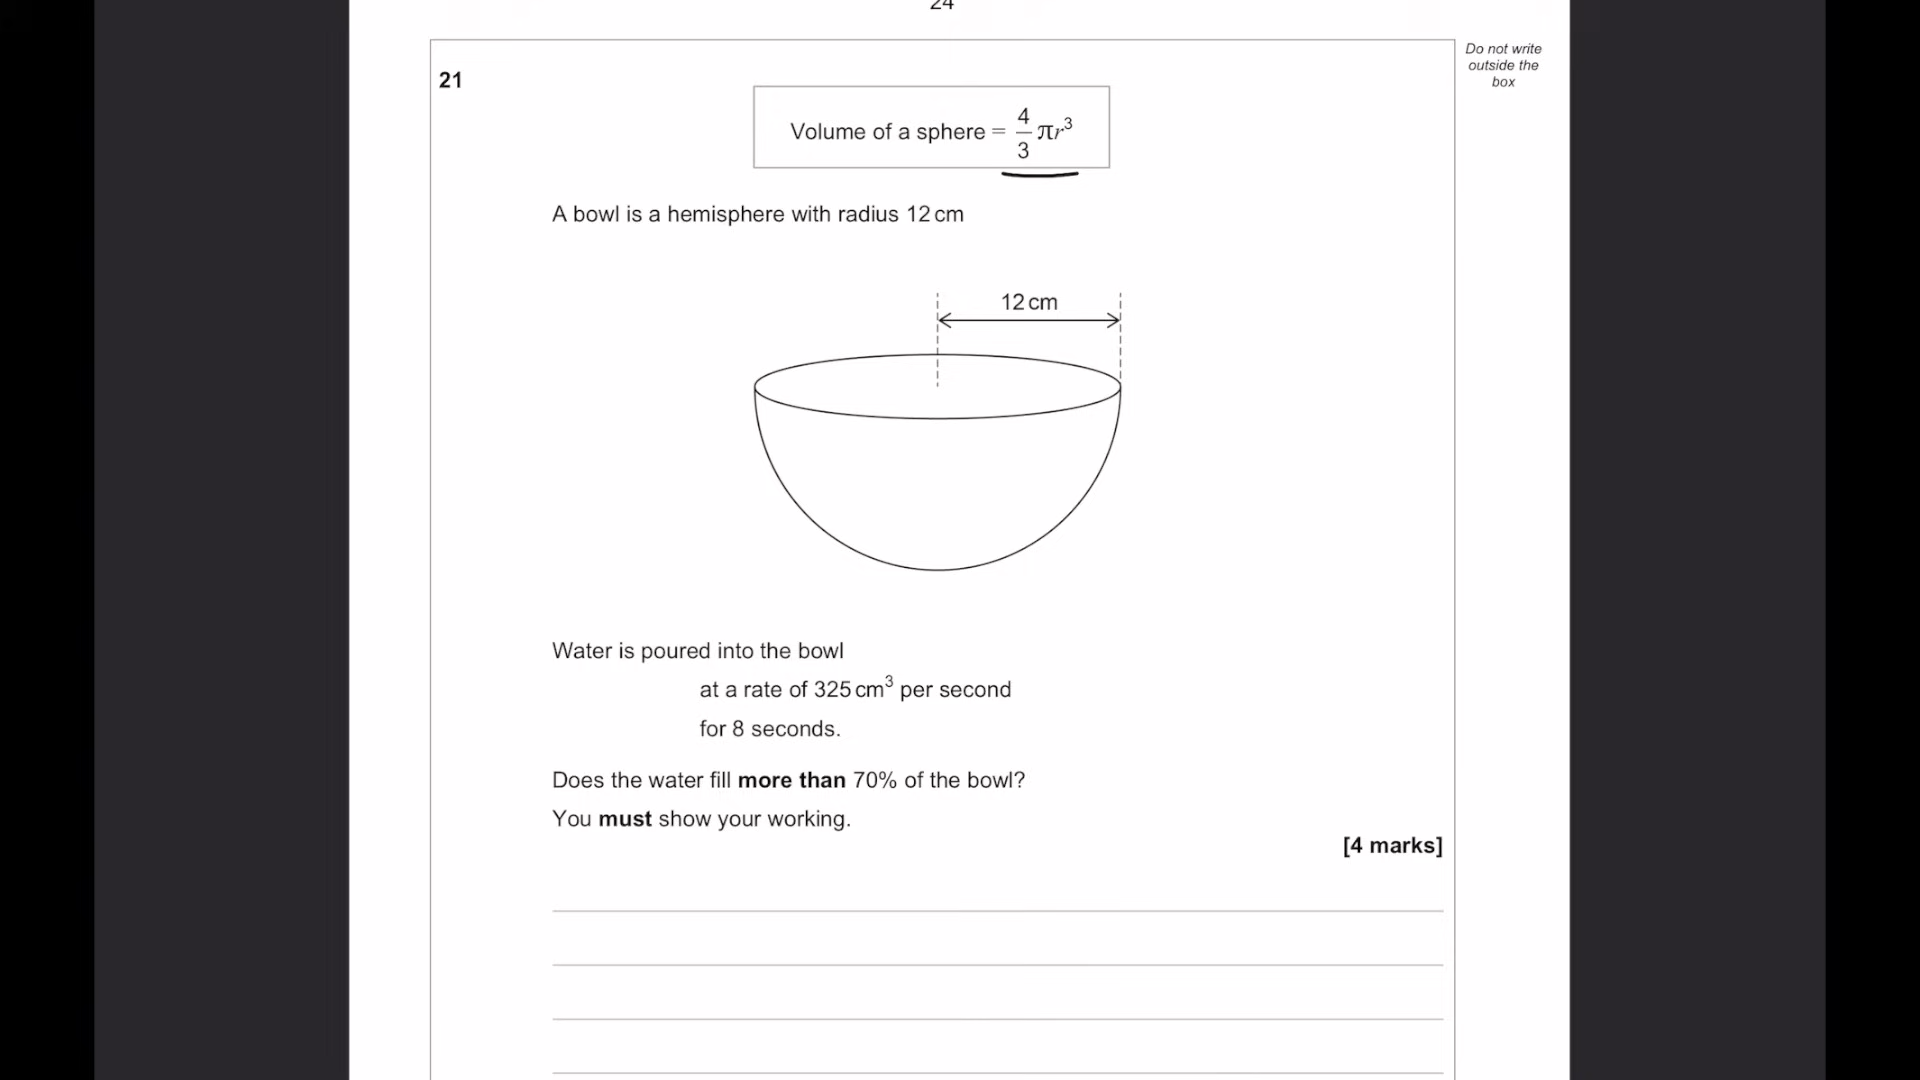 24
Do not write
outside the
box
21
Volume of a sphere = 4/3 πr³
A bowl is a hemisphere with radius 12 cm
12 cm
Water is poured into the bowl
at a rate of 325 cm³ per second
for 8 seconds.
Does the water fill more than 70% of the bowl?
You must show your working.
[4 marks]